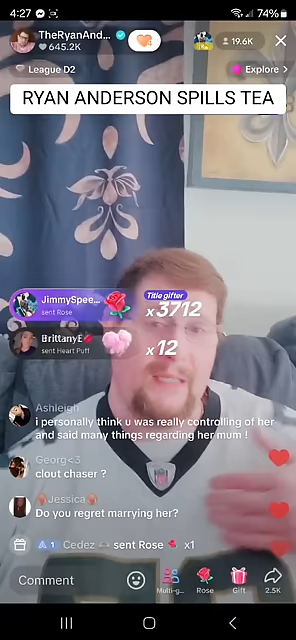 4:27
74%
TheRyanAnd...
645.2K
19.6K
League D2
Explore >
RYAN ANDERSON SPILLS TEA
JimmySpee...
sent Rose
Title gifter
x3712
BrittanyE
sent Heart Puff
x12
Ashleigh
i personally think u was really controlling of her
and said many things regarding her mum !
Georg<3
clout chaser ?
Jessica
Do you regret marrying her?
1 Cedez sent Rose x1
Comment
Multi-g...
Rose
Gift
2.5K